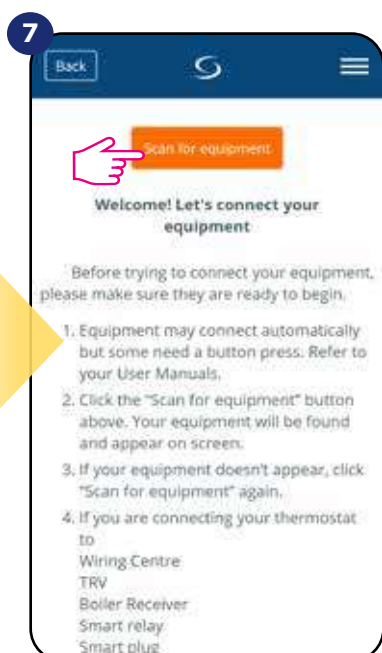 7
Back
Scan for equipment
Welcome! Let's connect your
equipment
Before trying to connect your equipment,
please make sure they are ready to begin.
1. Equipment may connect automatically
but some need a button press. Refer to
your User Manuals.
2. Click the "Scan for equipment" button
above. Your equipment will be found
and appear on screen.
3. If your equipment doesn't appear, click
"Scan for equipment" again.
4. If you are connecting your thermostat
to
Wiring Centre
TRV
Boiler Receiver
Smart relay
Smart plug